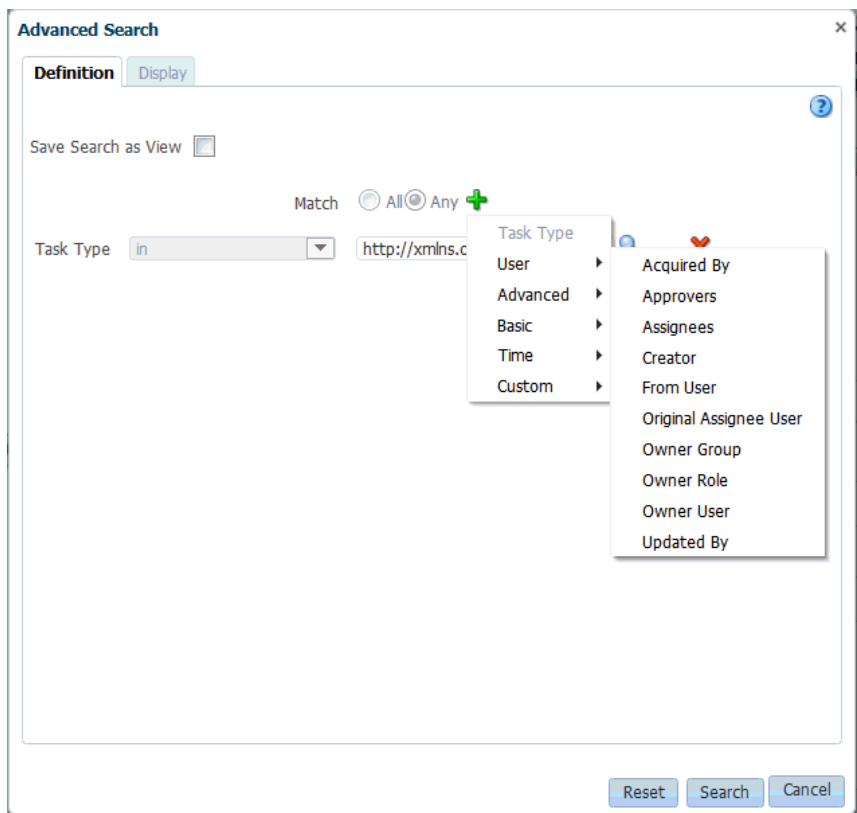 Advanced Search
Definition Display
Save Search as View
Match All Any
Task Type in http://xmlns.c
Task Type
User
Advanced
Basic
Time
Custom
Acquired By
Approvers
Assignees
Creator
From User
Original Assignee User
Owner Group
Owner Role
Owner User
Updated By
Reset Search Cancel